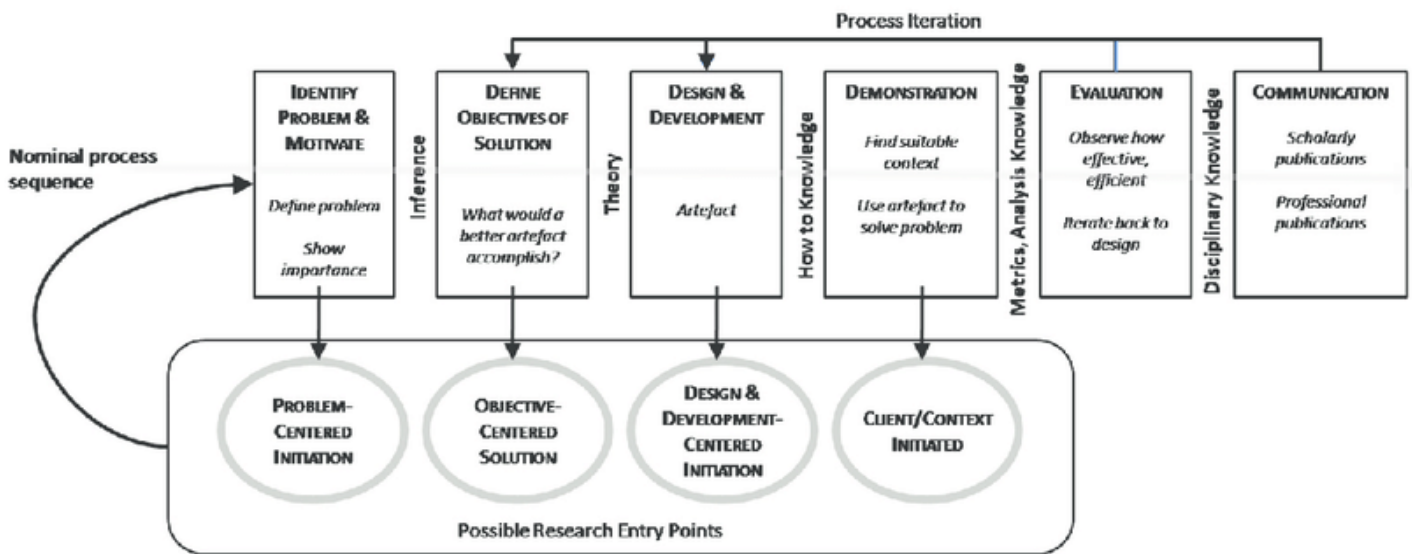 Process Iteration
IDENTIFY
PROBLEM &
MOTIVATE
Define problem
Show
importance
Inference
DEFINE
OBJECTIVES OF
SOLUTION
What would a
better artefact
accomplish?
Theory
DESIGN &
DEVELOPMENT
Artefact
How to Knowledge
DEMONSTRATION
Find suitable
context
Use artefact to
solve problem
Metrics, Analysis Knowledge
EVALUATION
Observe how
effective,
efficient
Iterate back to
design
Disciplinary Knowledge
COMMUNICATION
Scholarly
publications
Professional
publications
Nominal process
sequence
PROBLEM-
CENTERED
INITIATION
OBJECTIVE-
CENTERED
SOLUTION
DESIGN &
DEVELOPMENT-
CENTERED
INITIATION
CLIENT/CONTEXT
INITIATED
Possible Research Entry Points